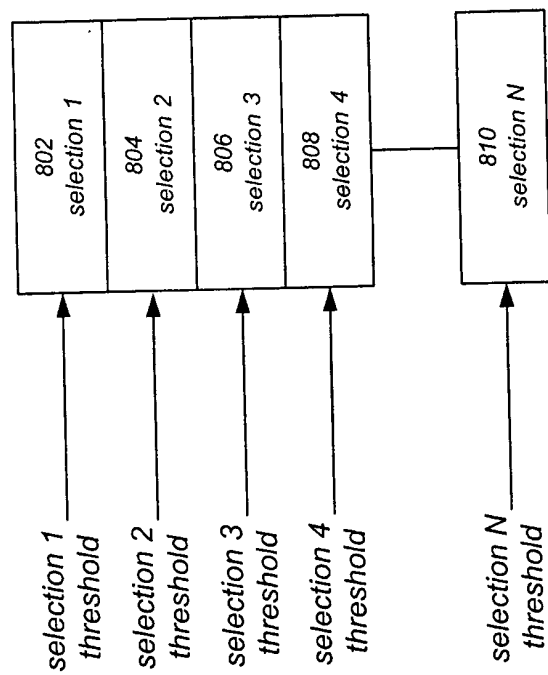 802
selection 1
804
selection 2
806
selection 3
808
selection 4
810
selection N
selection 1
threshold
selection 2
threshold
selection 3
threshold
selection 4
threshold
selection N
threshold